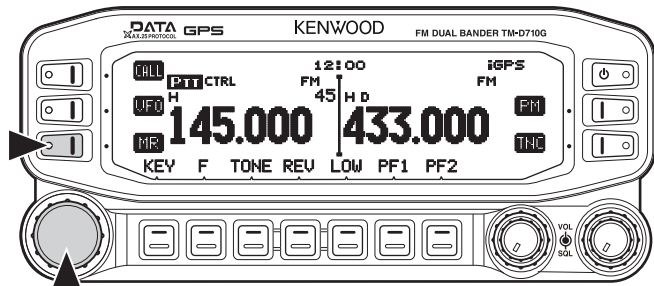 DATA GPS KENWOOD FM DUAL BANDER TM-D710G
AX.25 PROTOCOL
CALL 12:00 iGPS
PTT CTRL FM FM
VFO H 45 H D PM
145.000 433.000
MR TNC
KEY F TONE REV LOW PF1 PF2
VOL
SQL